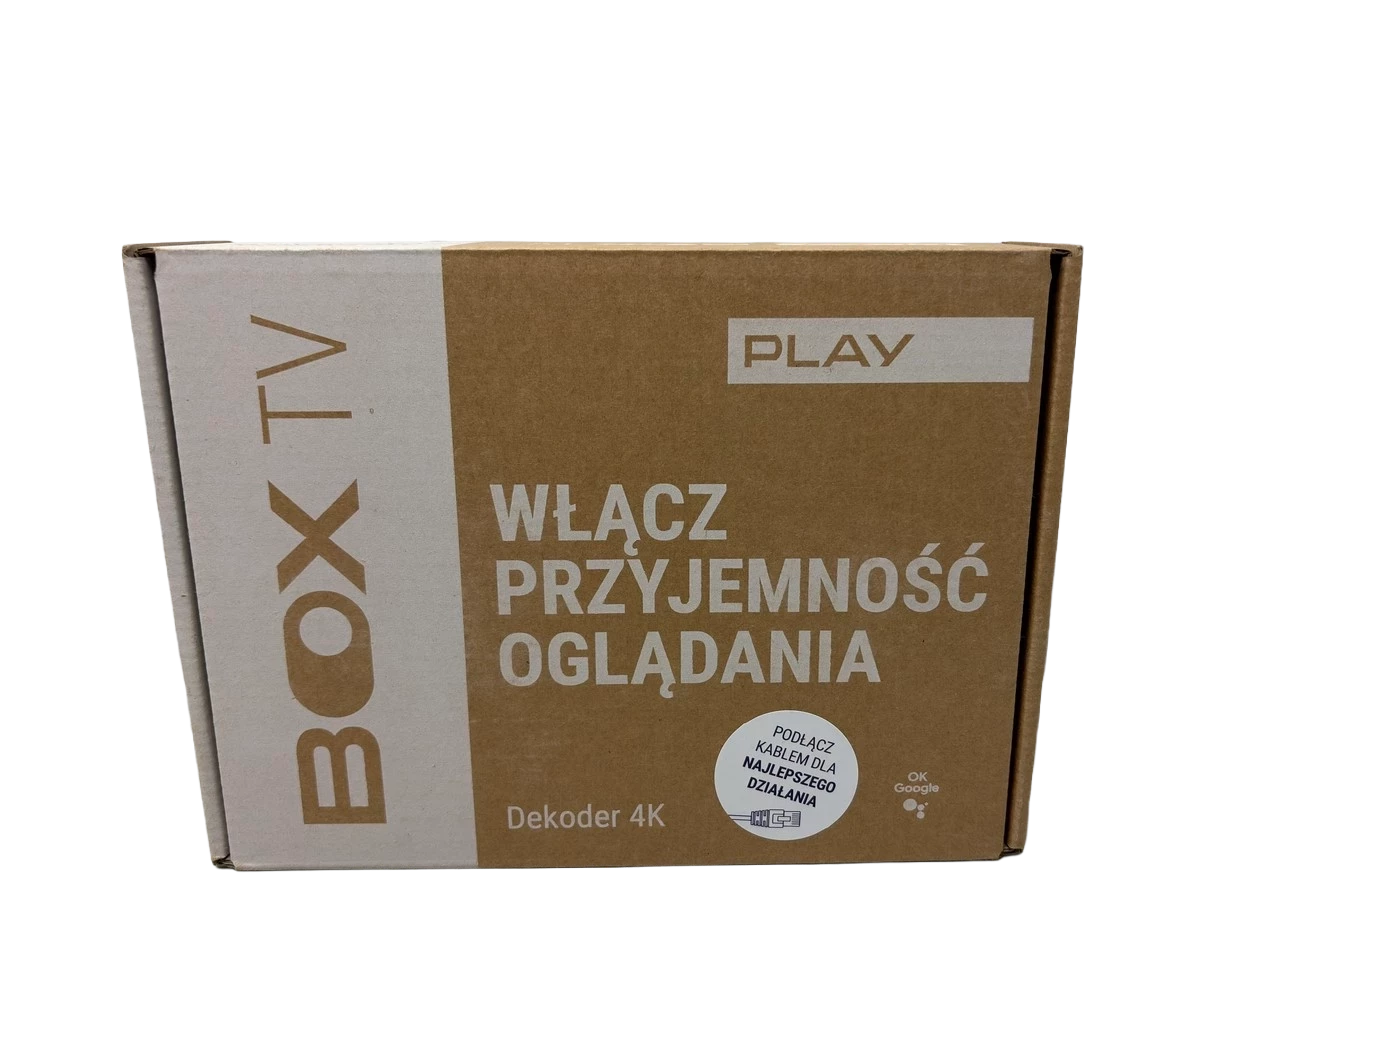 BOX TV
PLAY
WŁĄCZ
PRZYJEMNOŚĆ
OGLĄDANIA
Dekoder 4K
PODŁĄCZ
KABLEM DLA
NAJLEPSZEGO
DZIAŁANIA
OK
Google